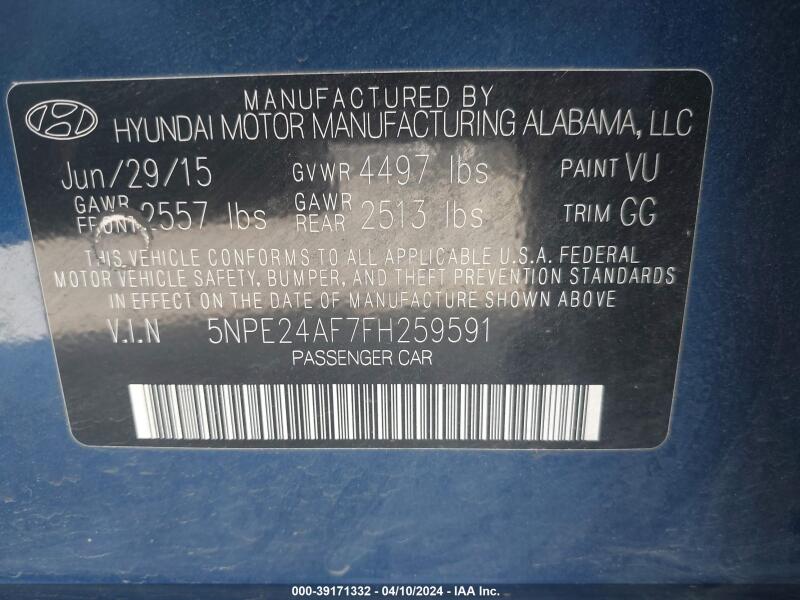 MANUFACTURED BY
HYUNDAI MOTOR MANUFACTURING ALABAMA, LLC
Jun/29/15 GVWR 4497 lbs PAINT VU
GAWR FRONT 2557 lbs GAWR REAR 2513 lbs TRIM GG
THIS VEHICLE CONFORMS TO ALL APPLICABLE U.S.A. FEDERAL
MOTOR VEHICLE SAFETY, BUMPER, AND THEFT PREVENTION STANDARDS
IN EFFECT ON THE DATE OF MANUFACTURE SHOWN ABOVE
V.I.N 5NPE24AF7FH259591
PASSENGER CAR
000-39171332 - 04/10/2024 - IAA Inc.